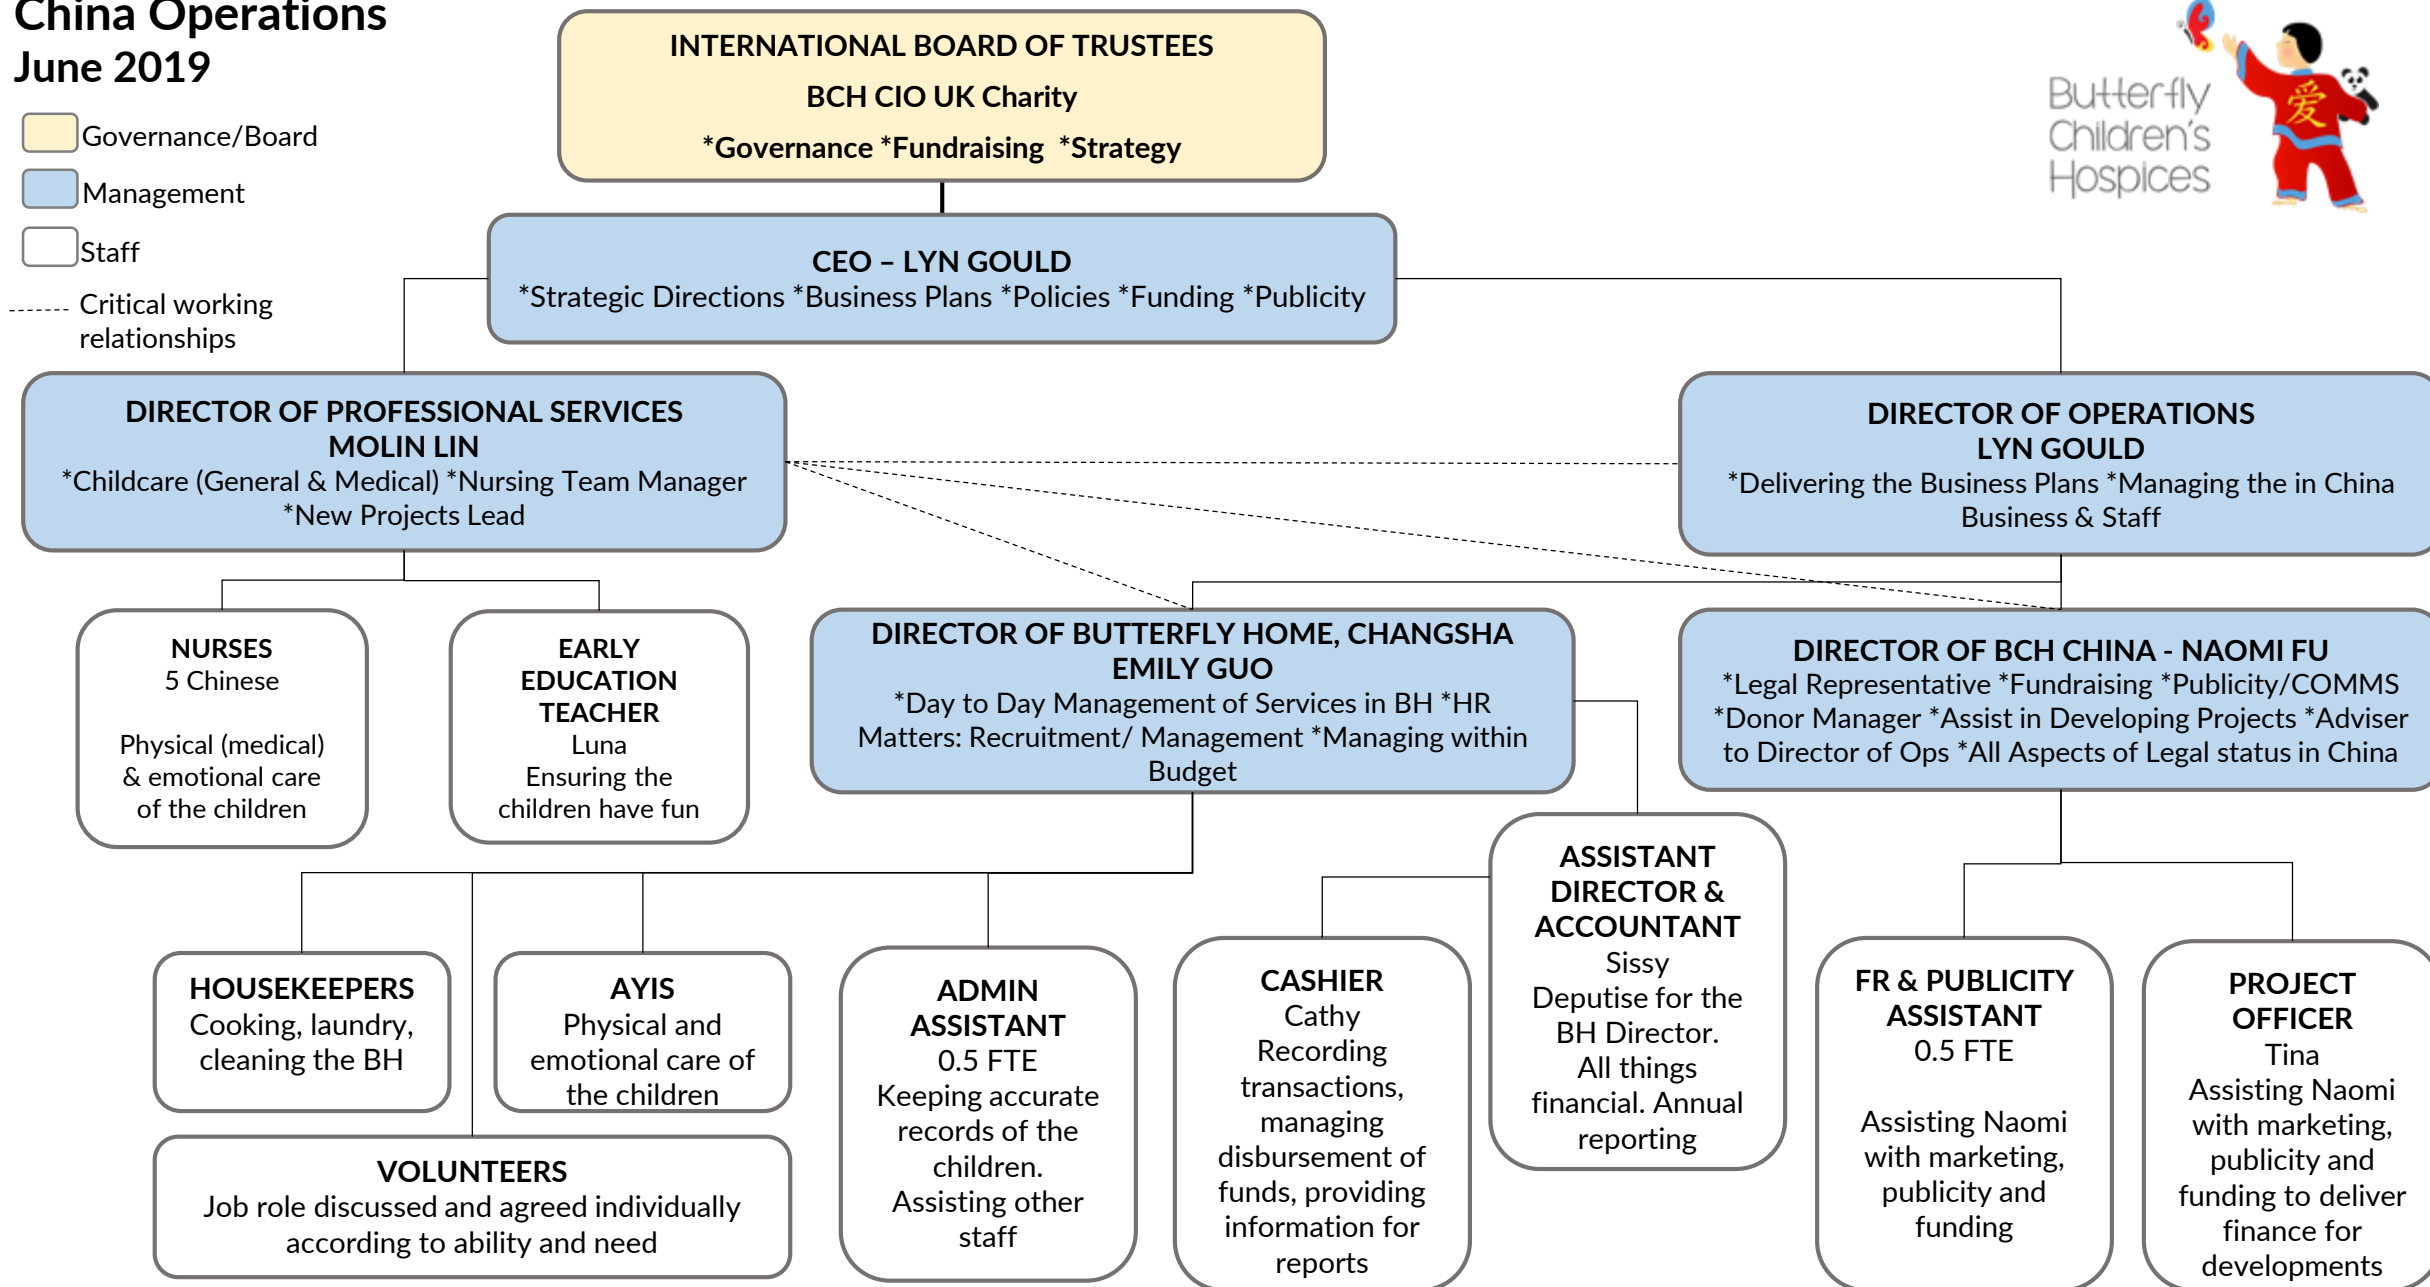 China Operations
June 2019
Governance/Board
Management
Staff
Critical working
relationships
INTERNATIONAL BOARD OF TRUSTEES
BCH CIO UK Charity
*Governance *Fundraising  *Strategy
Butterfly
Children's
Hospices
爱
CEO – LYN GOULD
*Strategic Directions *Business Plans *Policies *Funding *Publicity
DIRECTOR OF PROFESSIONAL SERVICES
MOLIN LIN
*Childcare (General & Medical) *Nursing Team Manager
*New Projects Lead
DIRECTOR OF OPERATIONS
LYN GOULD
*Delivering the Business Plans *Managing the in China
Business & Staff
NURSES
5 Chinese
Physical (medical)
& emotional care
of the children
EARLY
EDUCATION
TEACHER
Luna
Ensuring the
children have fun
DIRECTOR OF BUTTERFLY HOME, CHANGSHA
EMILY GUO
*Day to Day Management of Services in BH *HR
Matters: Recruitment/ Management *Managing within
Budget
DIRECTOR OF BCH CHINA - NAOMI FU
*Legal Representative *Fundraising *Publicity/COMMS
*Donor Manager *Assist in Developing Projects *Adviser
to Director of Ops *All Aspects of Legal status in China
HOUSEKEEPERS
Cooking, laundry,
cleaning the BH
AYIS
Physical and
emotional care of
the children
VOLUNTEERS
Job role discussed and agreed individually
according to ability and need
ADMIN
ASSISTANT
0.5 FTE
Keeping accurate
records of the
children.
Assisting other
staff
CASHIER
Cathy
Recording
transactions,
managing
disbursement of
funds, providing
information for
reports
ASSISTANT
DIRECTOR &
ACCOUNTANT
Sissy
Deputise for the
BH Director.
All things
financial. Annual
reporting
FR & PUBLICITY
ASSISTANT
0.5 FTE
Assisting Naomi
with marketing,
publicity and
funding
PROJECT
OFFICER
Tina
Assisting Naomi
with marketing,
publicity and
funding to deliver
finance for
developments